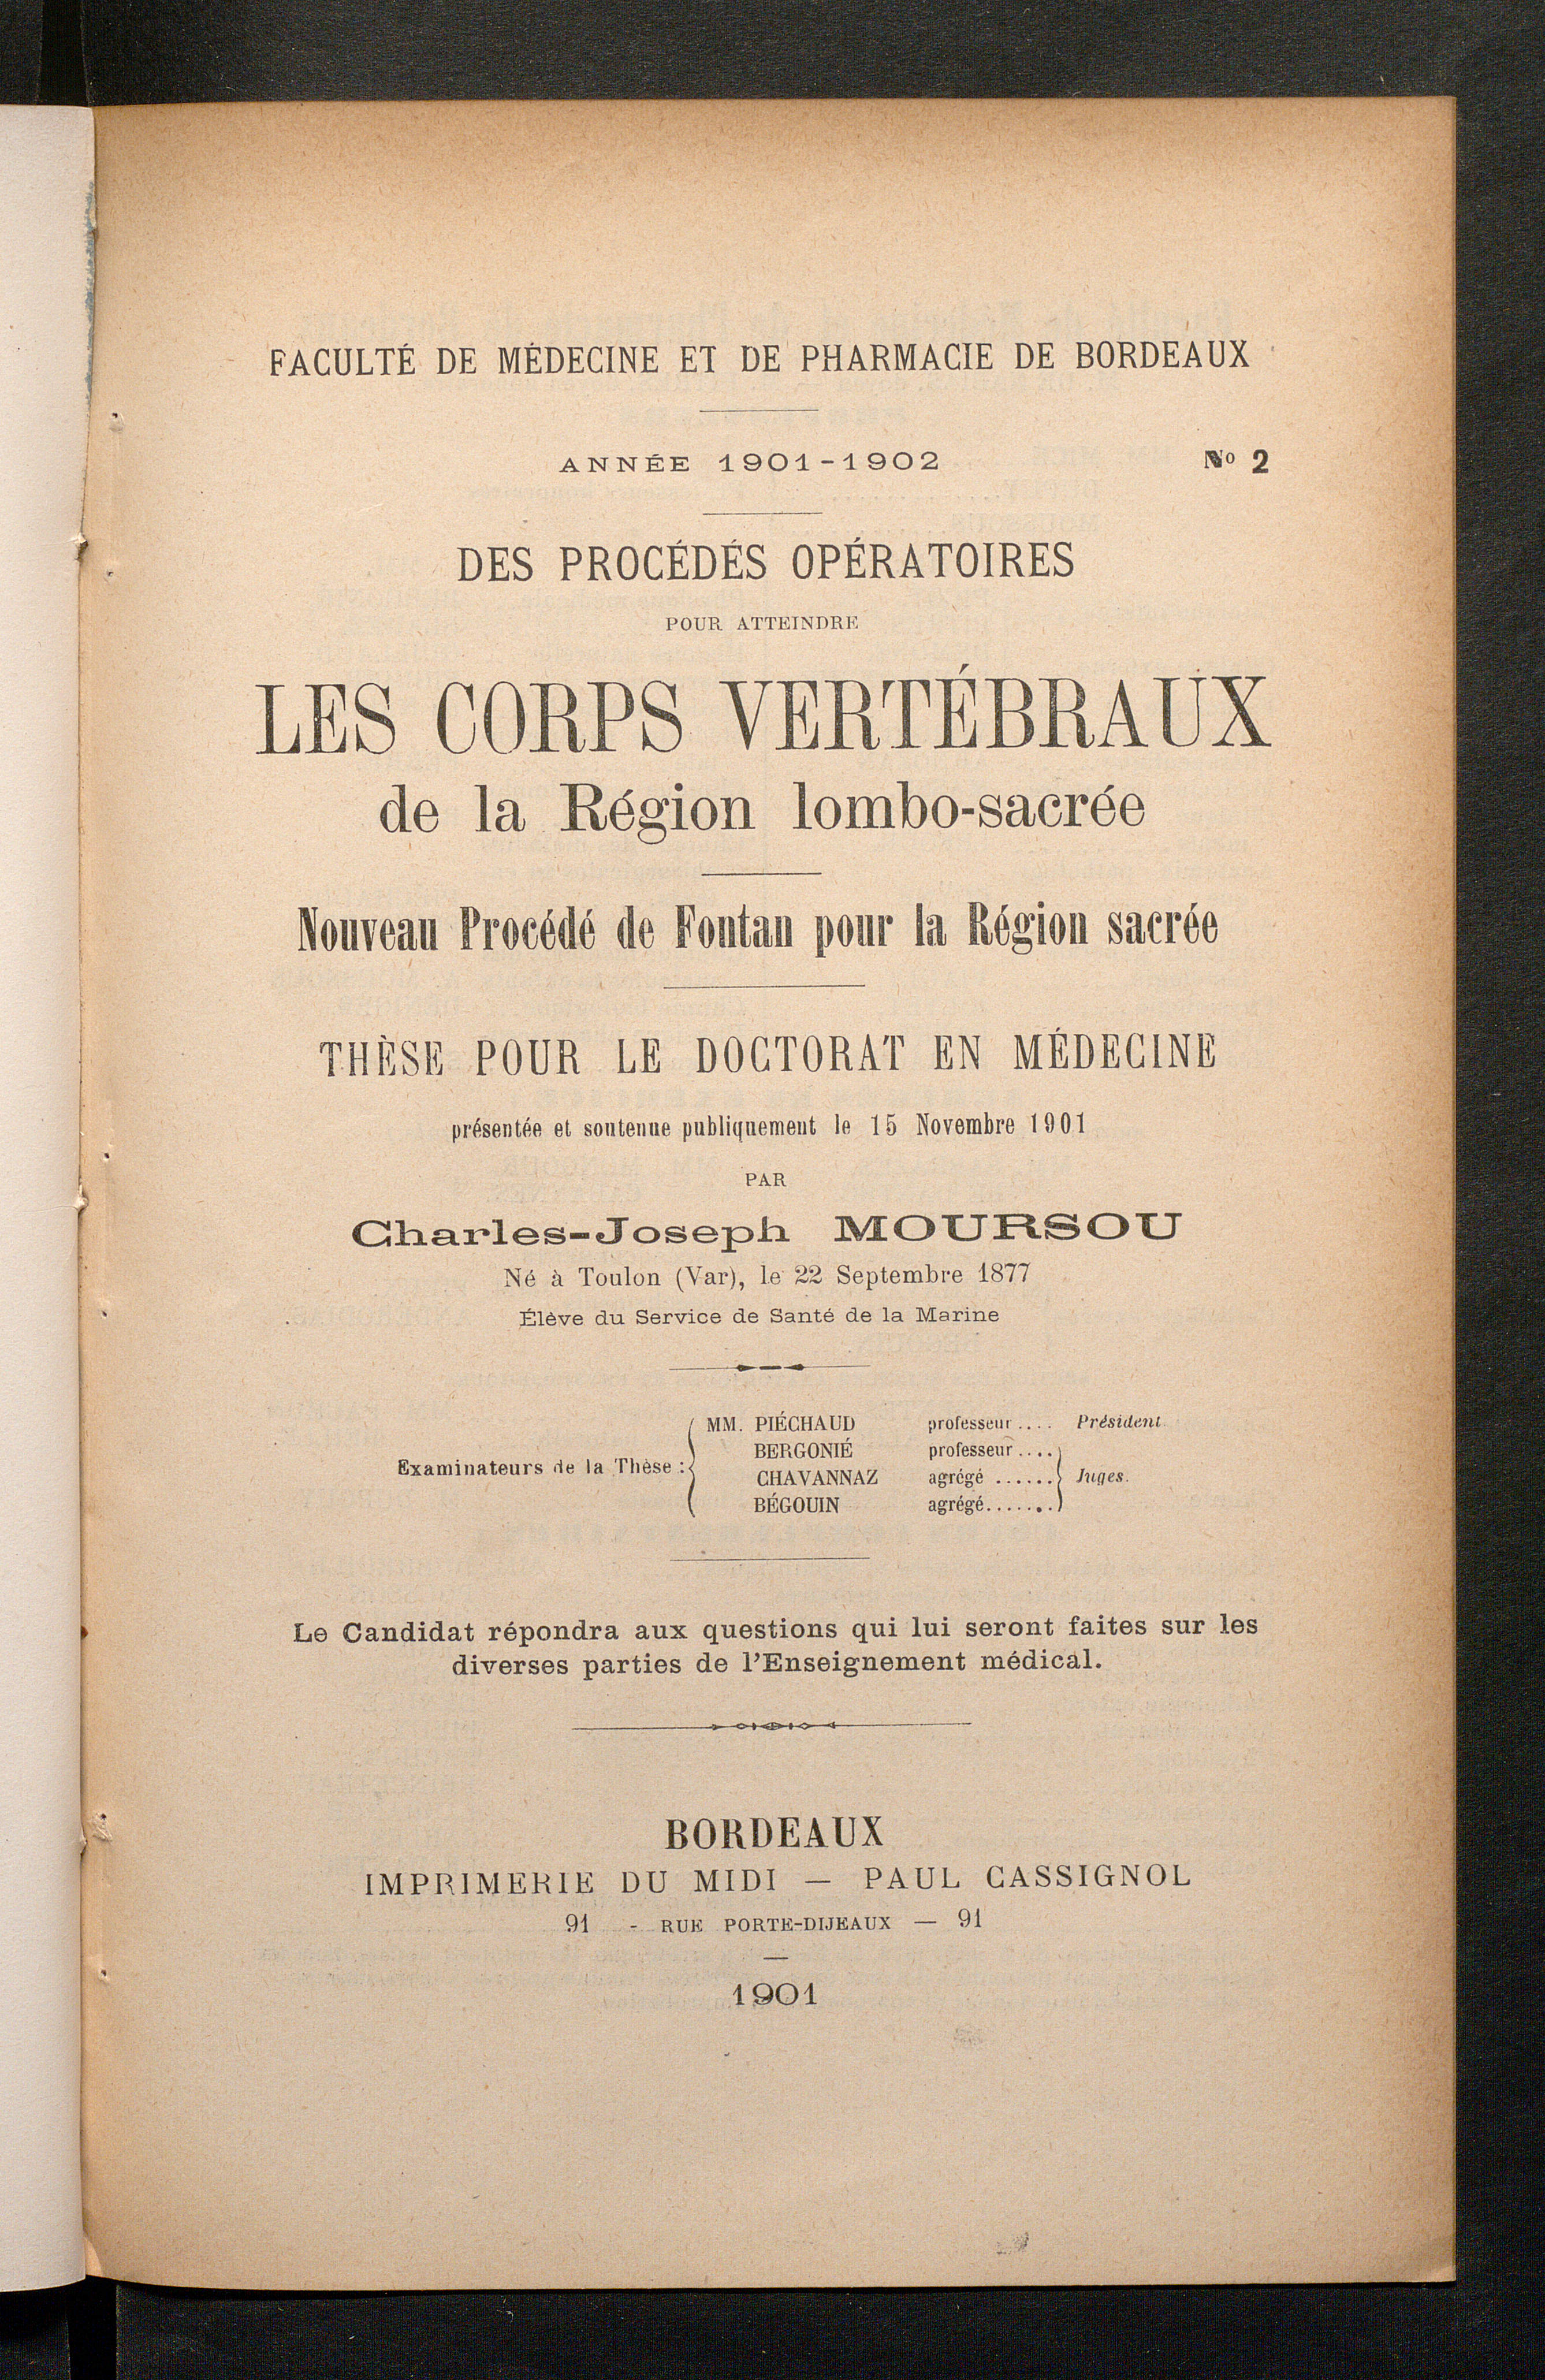 FACULTÉ DE MÉDECINE ET DE PHARMACIE DE BORDEAUX
ANNÉE 1901-1902 No 2
DES PROCÉDÉS OPÉRATOIRES
POUR ATTEINDRE
LES CORPS VERTÉBRAUX
de la Région lombo-sacrée
Nouveau Procédé de Fontan pour la Région sacrée
THÈSE POUR LE DOCTORAT EN MÉDECINE
présentée et soutenue publiquement le 15 Novembre 1901
PAR
Charles-Joseph MOURSOU
Né à Toulon (Var), le 22 Septembre 1877
Élève du Service de Santé de la Marine
MM. PIÉCHAUD professeur .... Président
BERGONIÉ professeur ....
Examinateurs de la Thèse :
CHAVANNAZ agrégé ...... Juges.
BÉGOUIN agrégé.......
Le Candidat répondra aux questions qui lui seront faites sur les
diverses parties de l'Enseignement médical.
BORDEAUX
IMPRIMERIE DU MIDI — PAUL CASSIGNOL
91 - RUE PORTE-DIJEAUX — 91
1901